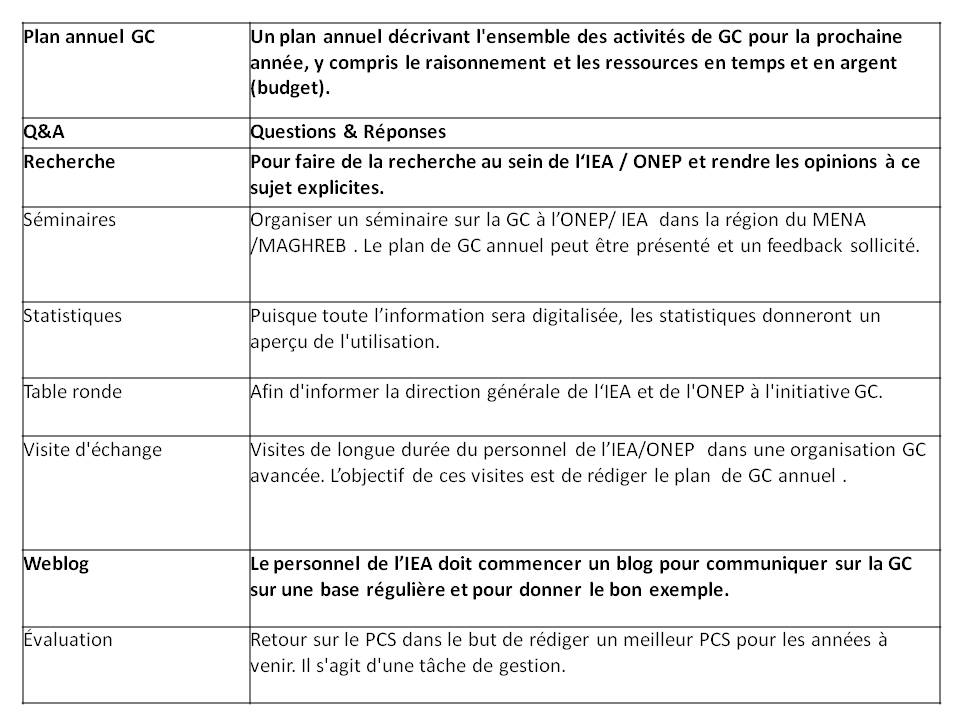 Plan annuel GC
Un plan annuel décrivant l'ensemble des activités de GC pour la prochaine
année, y compris le raisonnement et les ressources en temps et en argent
(budget).
Q&A
Questions & Réponses
Recherche
Pour faire de la recherche au sein de l‘IEA / ONEP et rendre les opinions à ce
sujet explicites.
Séminaires
Organiser un séminaire sur la GC à l’ONEP/ IEA dans la région du MENA
/MAGHREB . Le plan de GC annuel peut être présenté et un feedback sollicité.
Statistiques
Puisque toute l’information sera digitalisée, les statistiques donneront un
aperçu de l'utilisation.
Table ronde
Afin d'informer la direction générale de l‘IEA et de l'ONEP à l'initiative GC.
Visite d'échange
Visites de longue durée du personnel de l’IEA/ONEP dans une organisation GC
avancée. L’objectif de ces visites est de rédiger le plan de GC annuel .
Weblog
Le personnel de l’IEA doit commencer un blog pour communiquer sur la GC
sur une base régulière et pour donner le bon exemple.
Évaluation
Retour sur le PCS dans le but de rédiger un meilleur PCS pour les années à
venir. Il s'agit d'une tâche de gestion.